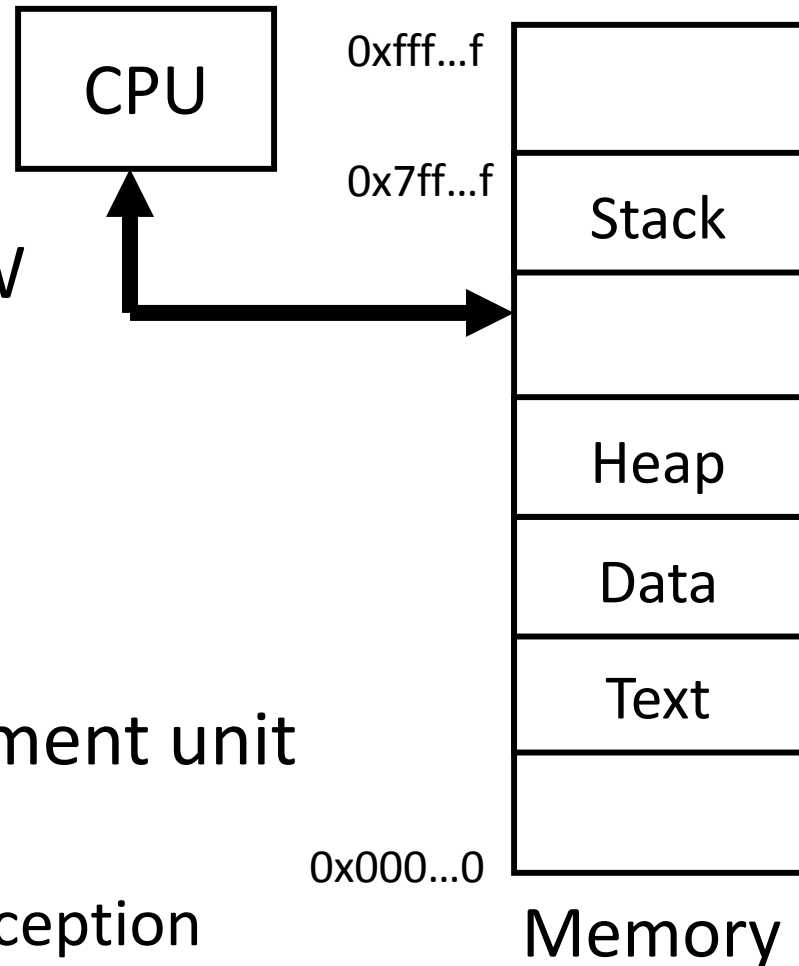 CPU
0xfff...f
0x7ff...f
Stack
Heap
Data
Text
ment unit
0x000...0
ception
Memory